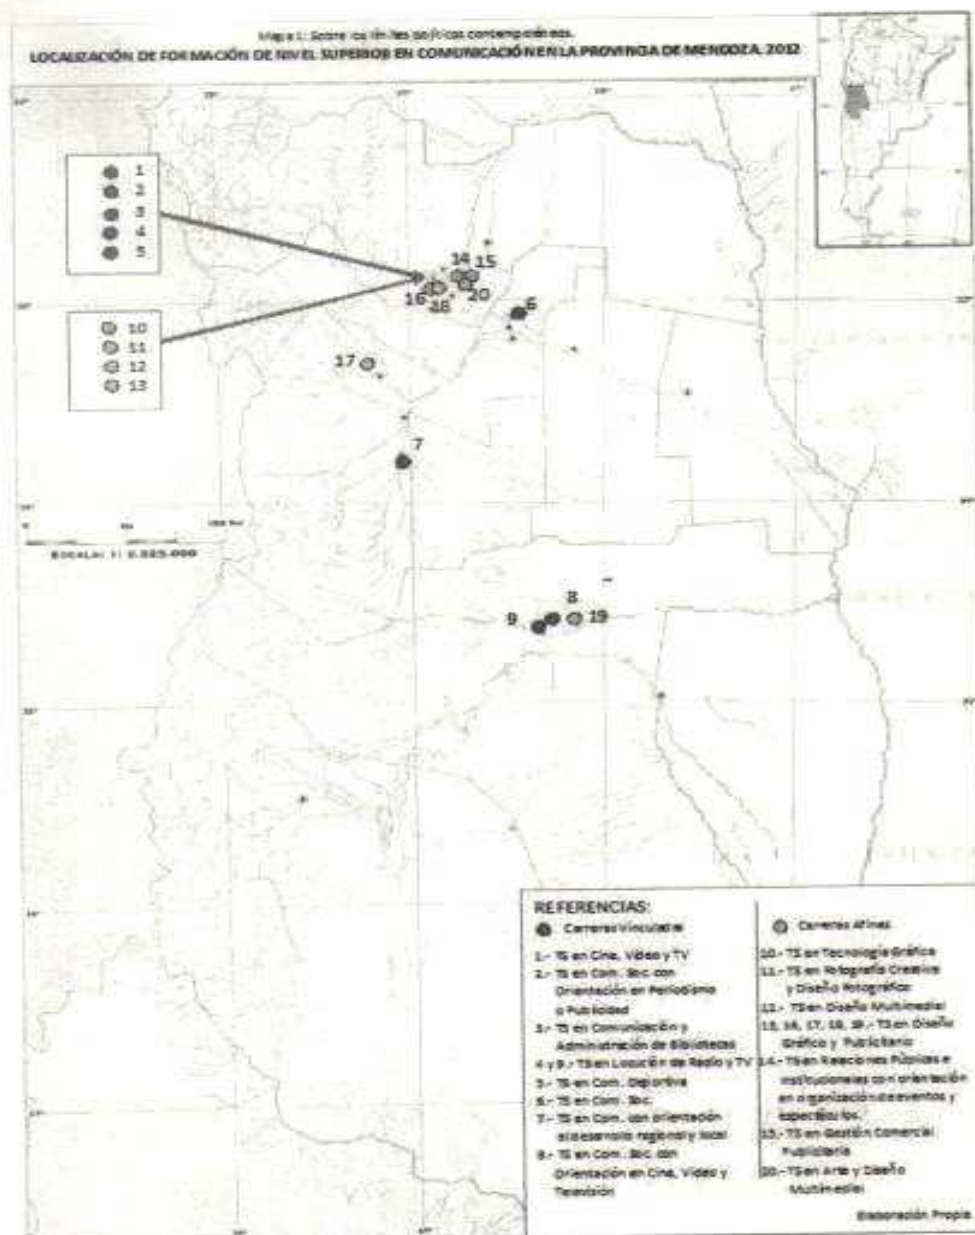 Mapa 1: Sobre los límites políticos contemporáneos.
LOCALIZACIÓN DE FORMACIÓN DE NIVEL SUPERIOR EN COMUNICACIÓN EN LA PROVINCIA DE MENDOZA. 2012
1
2
3
4
5
14 15
16
18
20
6
10
11
12
13
17
7
ESCALA: 1:
8
9
19
REFERENCIAS:
Carreras Vinculadas
1.- TS en Cine, Video y TV
2.- TS en Com. Soc. con
Orientación en Periodismo
o Publicidad
3.- TS en Comunicación y
Administración de Bibliotecas
4 y 9.- TS en Locución de Radio y TV
5.- TS en Com. Deportiva
6.- TS en Com. Soc.
7.- TS en Com. con orientación
al desarrollo regional y local
8.- TS en Com. Soc. con
Orientación en Cine, Video y
Televisión
Carreras Afines
10.- TS en Tecnología Gráfica
11.- TS en Fotografía Creativa
y Diseño Fotográfico
12.- TS en Diseño Multimedial
13, 16, 17, 18, 19.- TS en Diseño
Gráfico y Publicitario
14.- TS en Relaciones Públicas e
institucionales con orientación
en organización de eventos y
espectáculos.
15.- TS en Gestión Comercial
Publicitaria
20.- TS en Arte y Diseño
Multimedial
Elaboración Propia